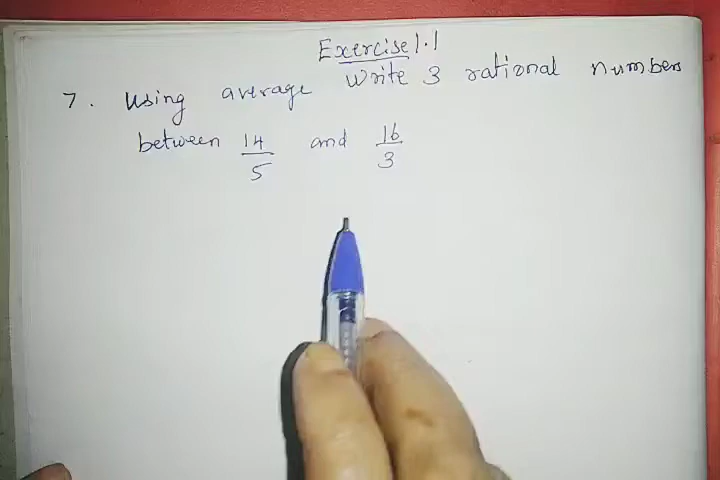 Exercise 1.1
7. Using average Write 3 rational numbers
between 14/5 and 16/3